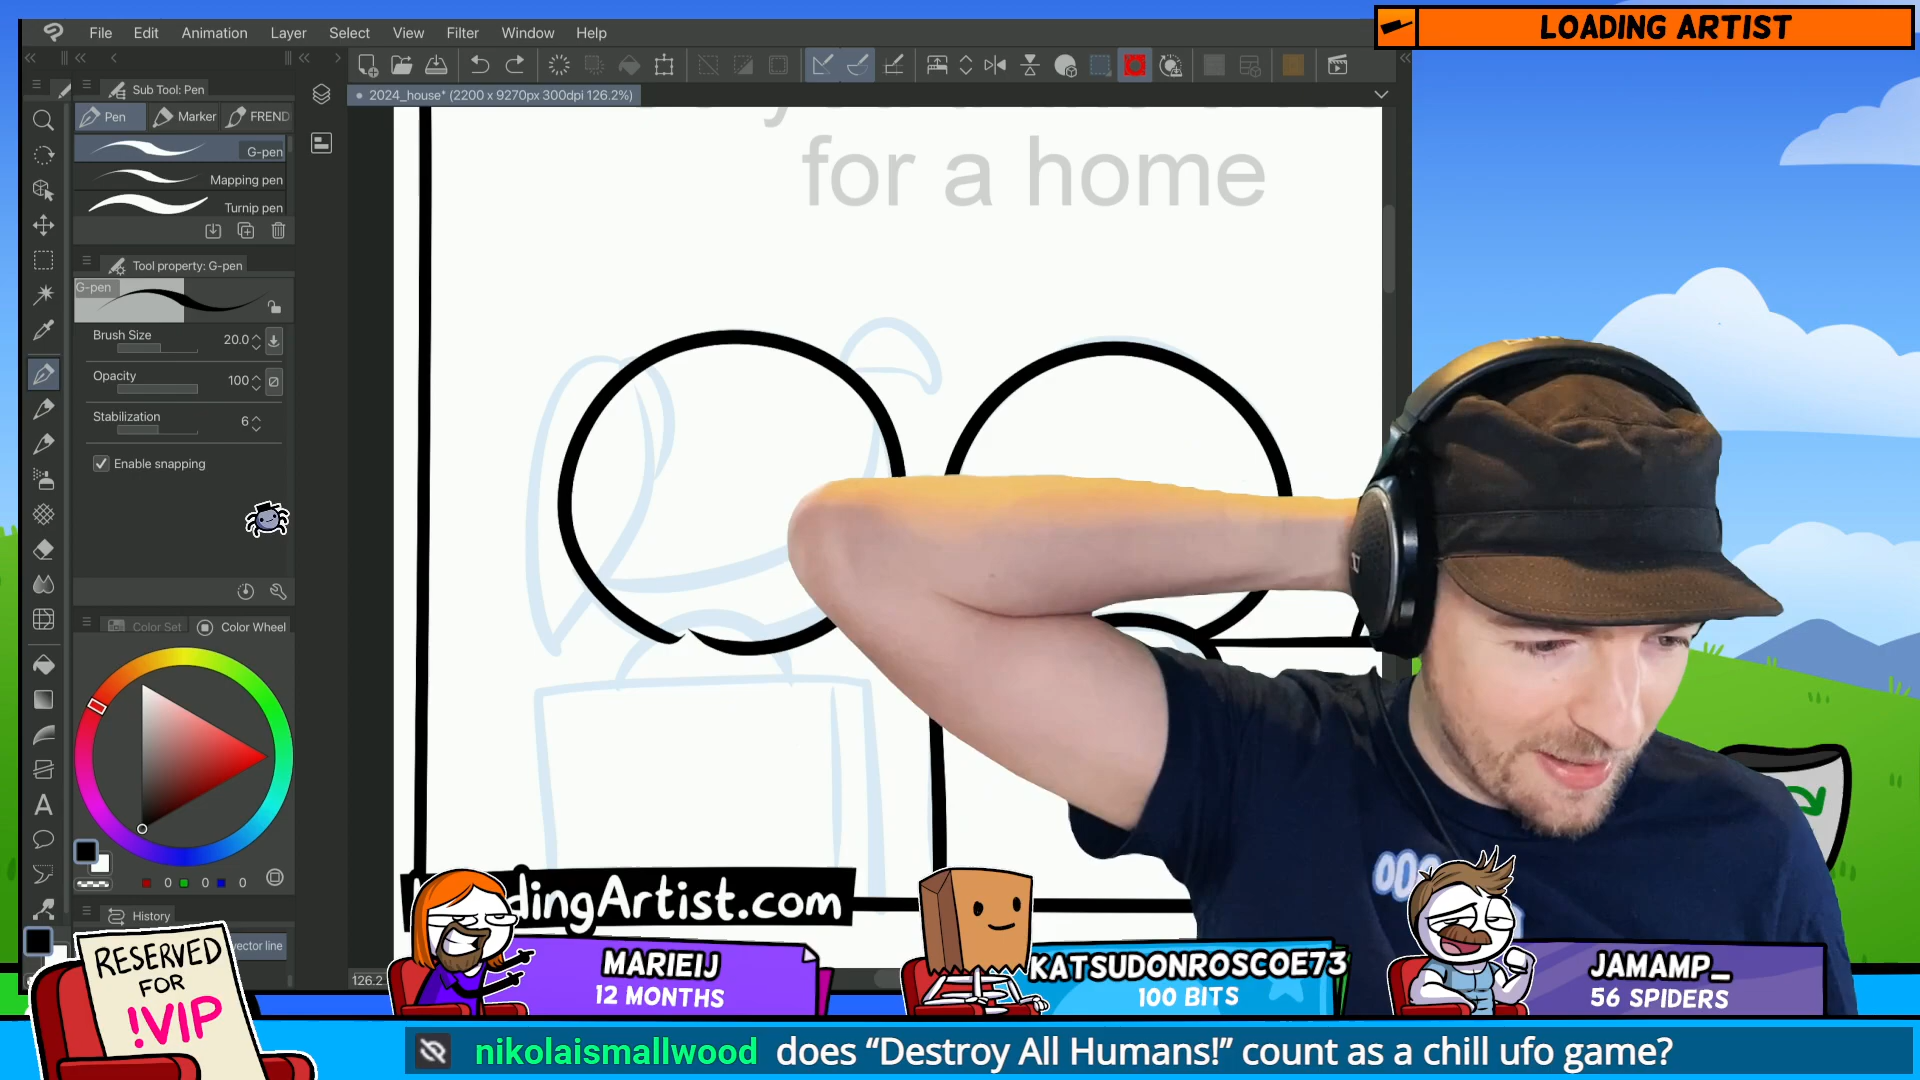 LOADING ARTIST
File Edit Animation Layer Select View Filter Window Help
Sub Tool: Pen
2024_house* (2200 x 9270px 300dpi 126.2%)
Pen Marker FREND
G-pen
Mapping pen
Turnip pen
for a home
Tool property: G-pen
G-pen
Brush Size 20.0
Opacity 100
Stabilization 6
Enable snapping
Color Set Color Wheel
0 0 0
History
vector line
126.2
dingArtist.com
RESERVED
FOR
!VIP
MARIEIJ
12 MONTHS
KATSUDONROSCOE73
100 BITS
JAMAMP_
56 SPIDERS
nikolaismallwood does “Destroy All Humans!” count as a chill ufo game?